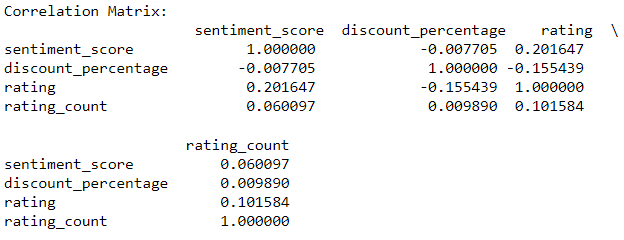 Correlation Matrix:
                     sentiment_score  discount_percentage    rating  \
sentiment_score             1.000000            -0.007705  0.201647
discount_percentage        -0.007705             1.000000 -0.155439
rating                      0.201647            -0.155439  1.000000
rating_count                0.060097             0.009890  0.101584

                     rating_count
sentiment_score          0.060097
discount_percentage      0.009890
rating                   0.101584
rating_count             1.000000